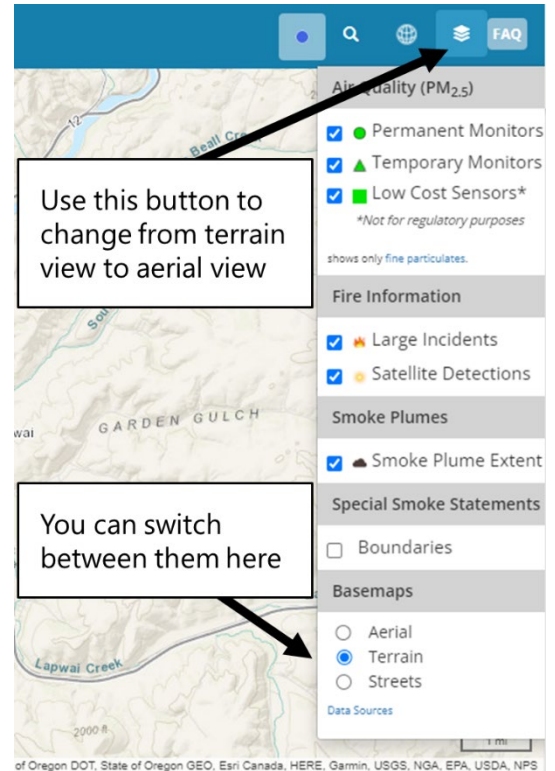 FAQ
Air Quality (PM2.5)
12
Beall Creek
Permanent Monitors
Temporary Monitors
Low Cost Sensors*
*Not for regulatory purposes
shows only fine particulates.
Use this button to
change from terrain
view to aerial view
Fire Information
Large Incidents
Satellite Detections
GARDEN GULCH
wai
Smoke Plumes
Smoke Plume Extent
Special Smoke Statements
Boundaries
You can switch
between them here
Basemaps
Aerial
Terrain
Streets
Data Sources
Lapwai Creek
2000 ft
1 mi
of Oregon DOT, State of Oregon GEO, Esri Canada, HERE, Garmin, USGS, NGA, EPA, USDA, NPS